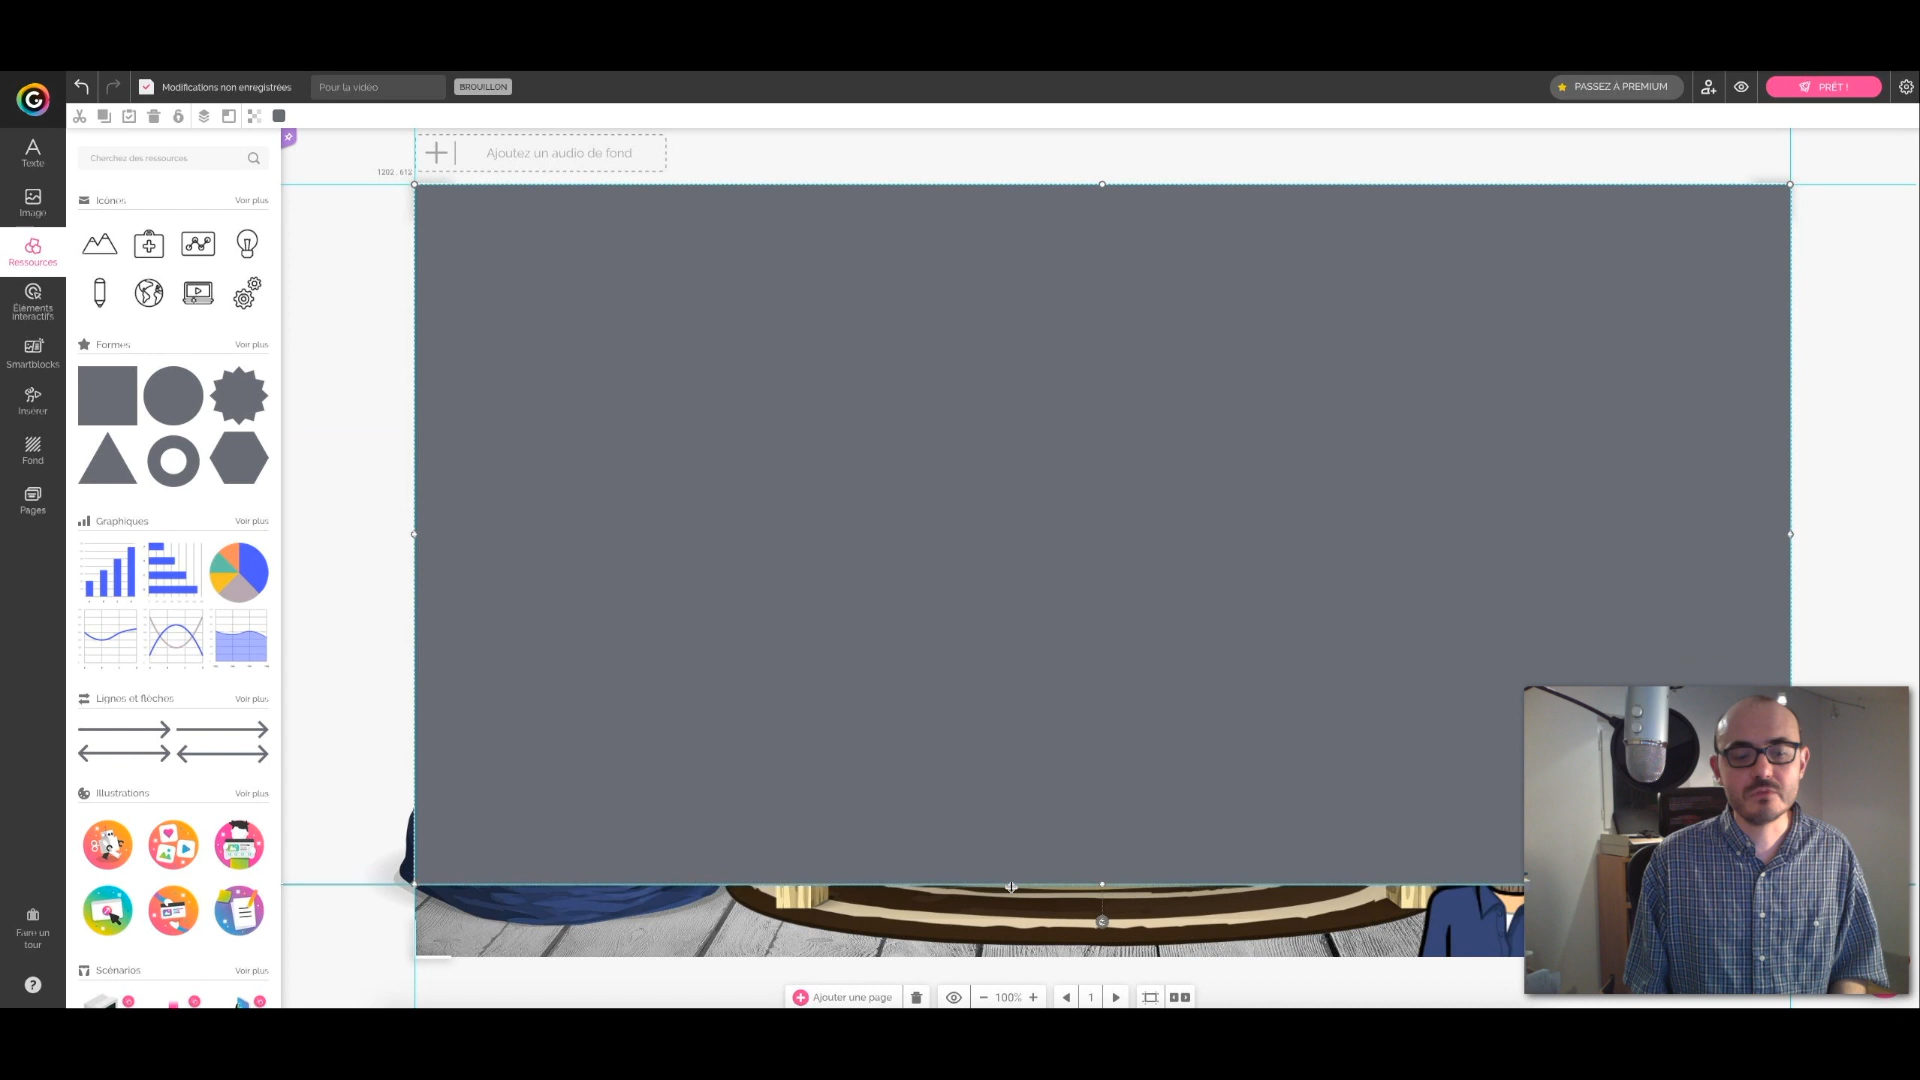 Modifications non enregistrées
Pour la vidéo
BROUILLON
PASSEZ À PREMIUM
PRÊT !
Texte
Image
Ressources
Éléments
interactifs
Smartblocks
Insérer
Fond
Pages
Faire un
tour
?
Cherchez des ressources
Icônes
Voir plus
Formes
Voir plus
Graphiques
Voir plus
Lignes et flèches
Voir plus
Illustrations
Voir plus
Scénarios
Voir plus
Ajoutez un audio de fond
1202 , 612
Ajouter une page
100%
1